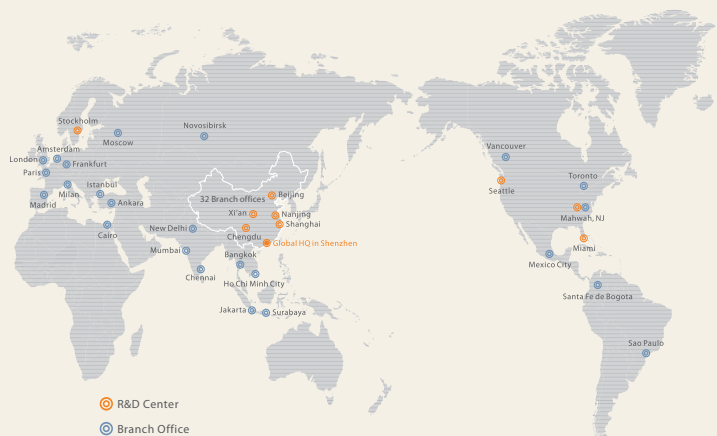 Stockholm
Moscow
Novosibirsk
Amsterdam
London
Frankfurt
Paris
Milan
Istanbul
Madrid
Ankara
Cairo
32 Branch offices
Beijing
Xi'an
Nanjing
Shanghai
Chengdu
Global HQ in Shenzhen
New Delhi
Mumbai
Chennai
Bangkok
Ho Chi Minh City
Jakarta
Surabaya
Vancouver
Seattle
Toronto
Mahwah, NJ
Miami
Mexico City
Santa Fe de Bogota
Sao Paulo
R&D Center
Branch Office